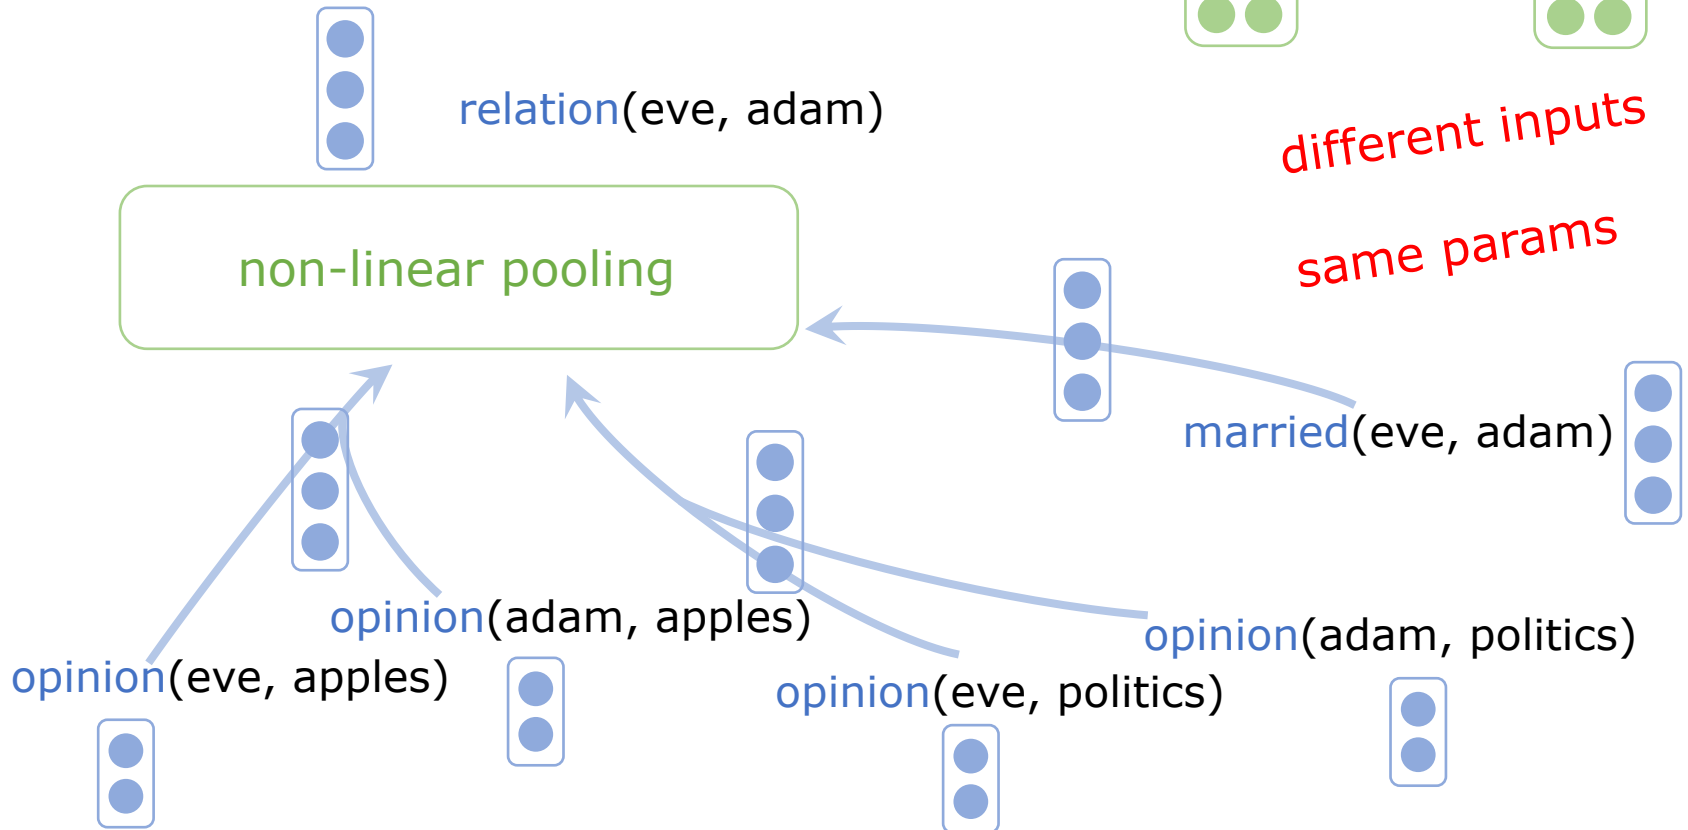 relation(eve, adam)
different inputs
non-linear pooling
same params
married(eve, adam)
opinion(adam, apples)
opinion(adam, politics)
opinion(eve, apples)
opinion(eve, politics)